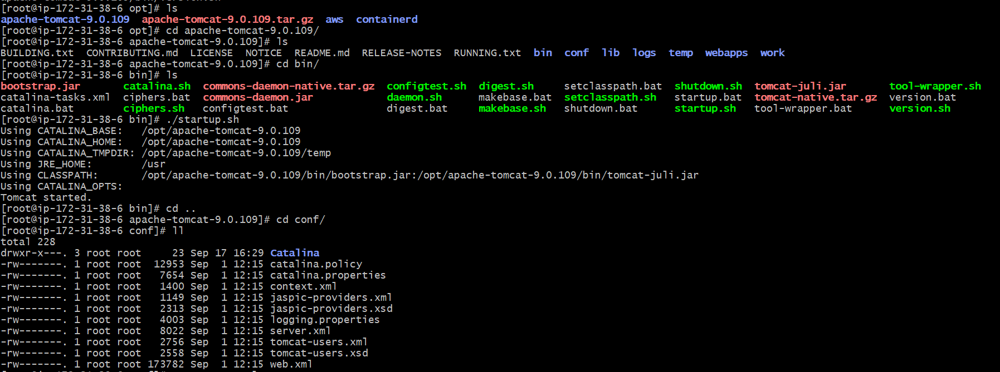 [root@ip-172-31-38-6 opt]# ls
apache-tomcat-9.0.109  apache-tomcat-9.0.109.tar.gz  aws  containerd
[root@ip-172-31-38-6 opt]# cd apache-tomcat-9.0.109/
[root@ip-172-31-38-6 apache-tomcat-9.0.109]# ls
BUILDING.txt  CONTRIBUTING.md  LICENSE  NOTICE  README.md  RELEASE-NOTES  RUNNING.txt  bin  conf  lib  logs  temp  webapps  work
[root@ip-172-31-38-6 apache-tomcat-9.0.109]# cd bin/
[root@ip-172-31-38-6 bin]# ls
bootstrap.jar       catalina.sh  commons-daemon-native.tar.gz  configtest.sh  digest.sh     setclasspath.bat  shutdown.sh  tomcat-juli.jar       tool-wrapper.sh
catalina-tasks.xml  ciphers.bat  commons-daemon.jar            daemon.sh      makebase.bat  setclasspath.sh   startup.bat  tomcat-native.tar.gz  version.bat
catalina.bat        ciphers.sh   configtest.bat                digest.bat     makebase.sh   shutdown.bat      startup.sh   tool-wrapper.bat      version.sh
[root@ip-172-31-38-6 bin]# ./startup.sh
Using CATALINA_BASE:   /opt/apache-tomcat-9.0.109
Using CATALINA_HOME:   /opt/apache-tomcat-9.0.109
Using CATALINA_TMPDIR: /opt/apache-tomcat-9.0.109/temp
Using JRE_HOME:        /usr
Using CLASSPATH:       /opt/apache-tomcat-9.0.109/bin/bootstrap.jar:/opt/apache-tomcat-9.0.109/bin/tomcat-juli.jar
Using CATALINA_OPTS:
Tomcat started.
[root@ip-172-31-38-6 bin]# cd ..
[root@ip-172-31-38-6 apache-tomcat-9.0.109]# cd conf/
[root@ip-172-31-38-6 conf]# ll
total 228
drwxr-x---. 3 root root     23 Sep 17 16:29 Catalina
-rw-------. 1 root root  12953 Sep  1 12:15 catalina.policy
-rw-------. 1 root root   7654 Sep  1 12:15 catalina.properties
-rw-------. 1 root root   1400 Sep  1 12:15 context.xml
-rw-------. 1 root root   1149 Sep  1 12:15 jaspic-providers.xml
-rw-------. 1 root root   2313 Sep  1 12:15 jaspic-providers.xsd
-rw-------. 1 root root   4003 Sep  1 12:15 logging.properties
-rw-------. 1 root root   8022 Sep  1 12:15 server.xml
-rw-------. 1 root root   2756 Sep  1 12:15 tomcat-users.xml
-rw-------. 1 root root   2558 Sep  1 12:15 tomcat-users.xsd
-rw-------. 1 root root 173782 Sep  1 12:15 web.xml